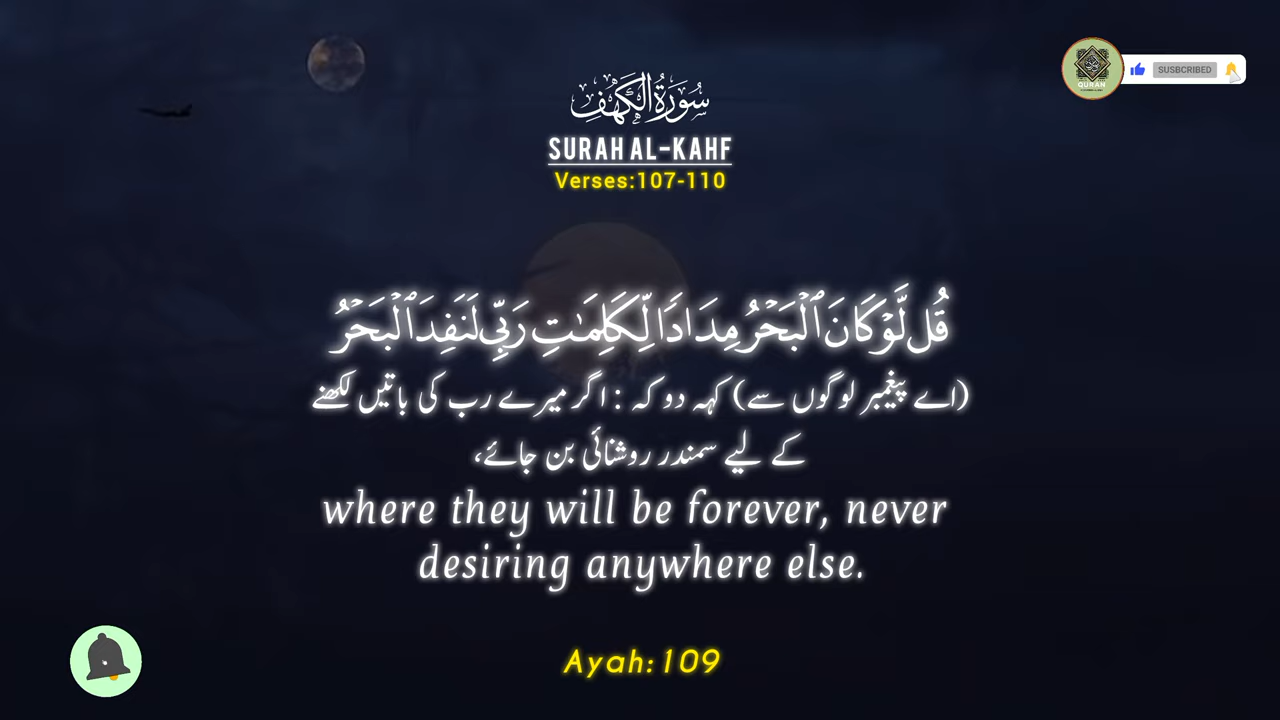 سُورَةُ الْكَهْفِ
SURAH AL-KAHF
Verses:107-110
SUSBCRIBED
QURAN
قُل لَّوْ كَانَ ٱلْبَحْرُ مِدَادًا لِّكَلِمَـٰتِ رَبِّى لَنَفِدَ ٱلْبَحْرُ
(اے پیغمبر لوگوں سے) کہہ دو کہ : اگر میرے رب کی باتیں لکھنے
کے لیے سمندر روشنائی بن جائے،
where they will be forever, never
desiring anywhere else.
Ayah:109